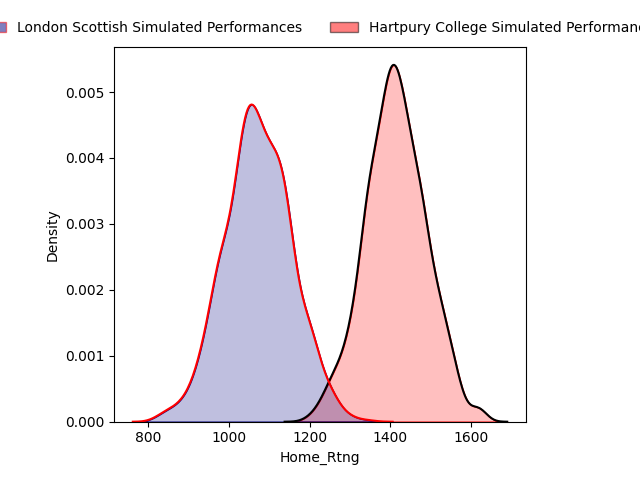 London Scottish Simulated Performances
Hartpury College Simulated
0.005
0.004
0.003
0.002
0.001
0.000
Density
800 1000 1200 1400 1600
Home_Rtng